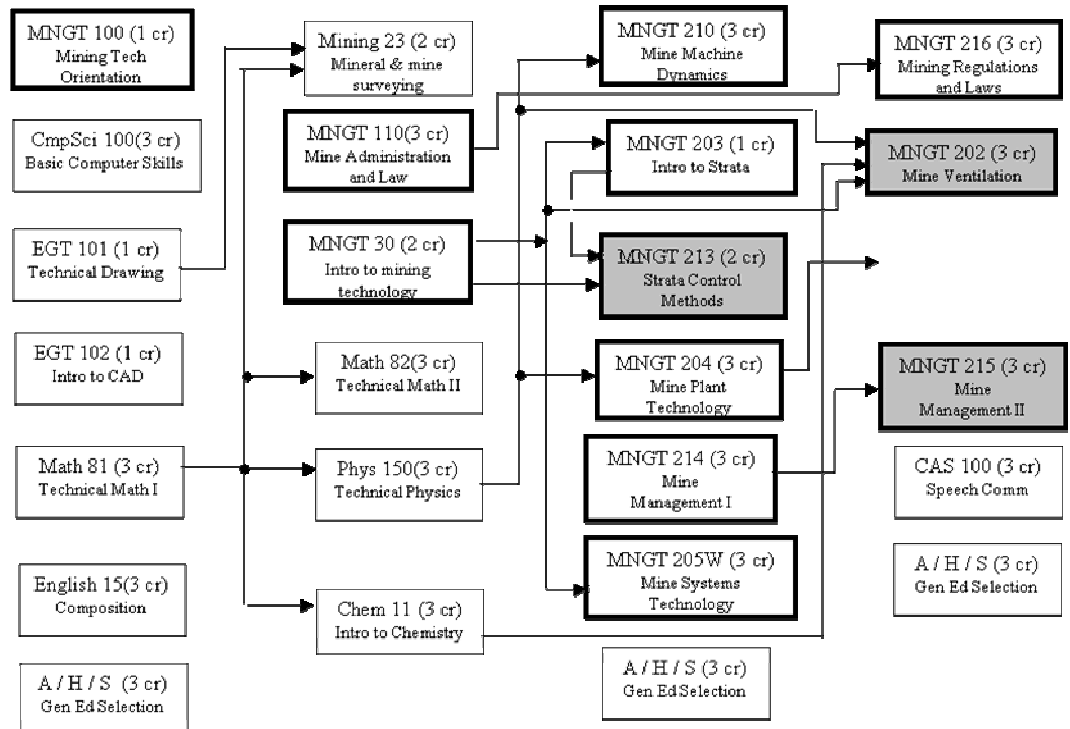 MNGT 100 (1 cr)
Mining Tech
Orientation
CmpSci 100(3 cr)
Basic Computer Skills
EGT 101 (1 cr)
Technical Drawing
EGT 102 (1 cr)
Intro to CAD
Math 81 (3 cr)
Technical Math I
English 15(3 cr)
Composition
A / H / S (3 cr)
Gen Ed Selection
Mining 23 (2 cr)
Mineral & mine
surveying
MNGT 110(3 cr)
Mine Administration
and Law
MNGT 30 (2 cr)
Intro to mining
technology
Math 82(3 cr)
Technical Math II
Phys 150(3 cr)
Technical Physics
Chem 11 (3 cr)
Intro to Chemistry
MNGT 210 (3 cr)
Mine Machine
Dynamics
MNGT 203 (1 cr)
Intro to Strata
MNGT 213 (2 cr)
Strata Control
Methods
MNGT 204 (3 cr)
Mine Plant
Technology
MNGT 214 (3 cr)
Mine
Management I
MNGT 205W (3 cr)
Mine Systems
Technology
A / H / S (3 cr)
Gen Ed Selection
MNGT 216 (3 cr)
Mining Regulations
and Laws
MNGT 202 (3 cr)
Mine Ventilation
MNGT 215 (3 cr)
Mine
Management II
CAS 100 (3 cr)
Speech Comm
A / H / S (3 cr)
Gen Ed Selection